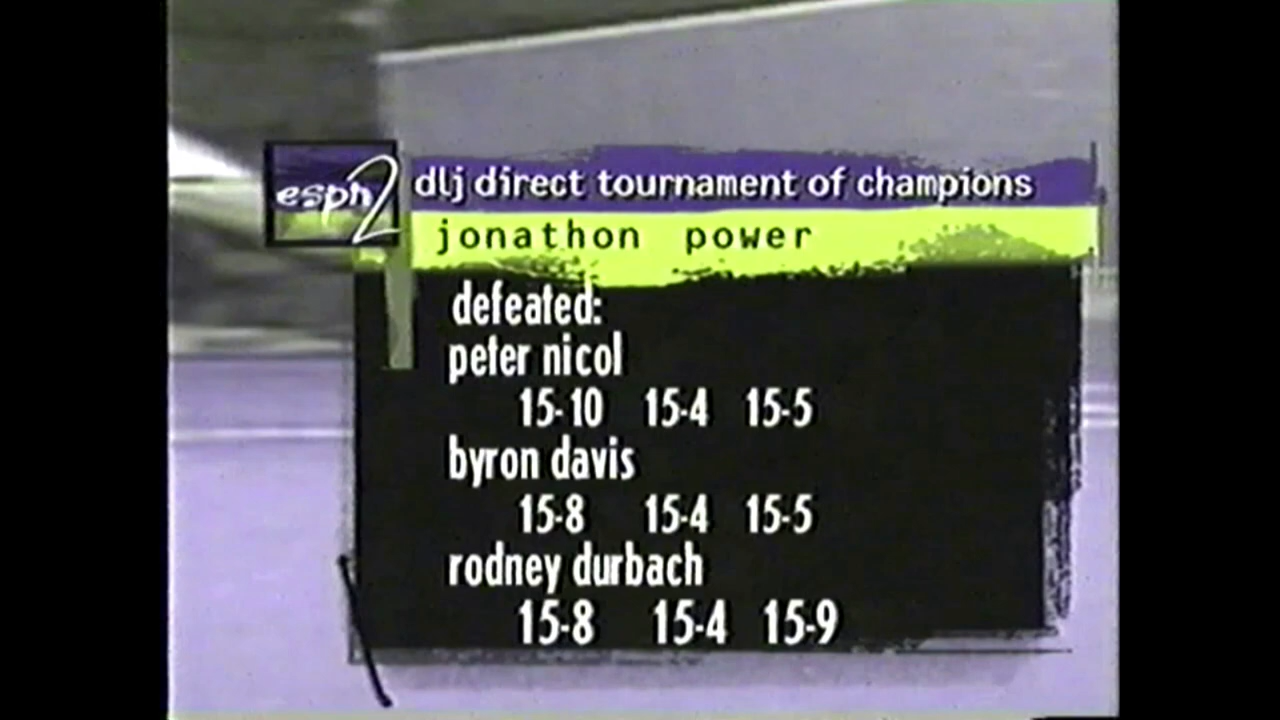 espn2
dlj direct tournament of champions
jonathon power
defeated:
peter nicol
15-10 15-4 15-5
byron davis
15-8 15-4 15-5
rodney durbach
15-8 15-4 15-9